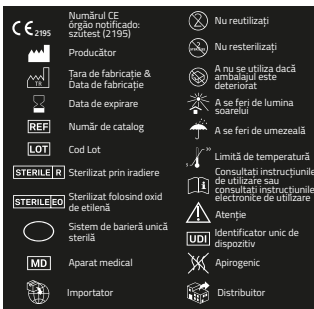 CE 2195
Numărul CE
órgão notificado:
szutest (2195)
Producător
TR
Țara de fabricație &
Data de fabricație
Data de expirare
REF
Număr de catalog
LOT
Cod Lot
STERILE R
Sterilizat prin iradiere
STERILE EO
Sterilizat folosind oxid
de etilenă
Sistem de barieră unică
sterilă
MD
Aparat medical
Importator
2
Nu reutilizați
Nu resterilizați
A nu se utiliza dacă
ambalajul este
deteriorat
A se feri de lumina
soarelui
A se feri de umezeală
Limită de temperatură
Consultați instrucțiunile
de utilizare sau
consultați instrucțiunile
electronice de utilizare
Atenție
UDI
Identificator unic de
dispozitiv
Apirogenic
Distribuitor